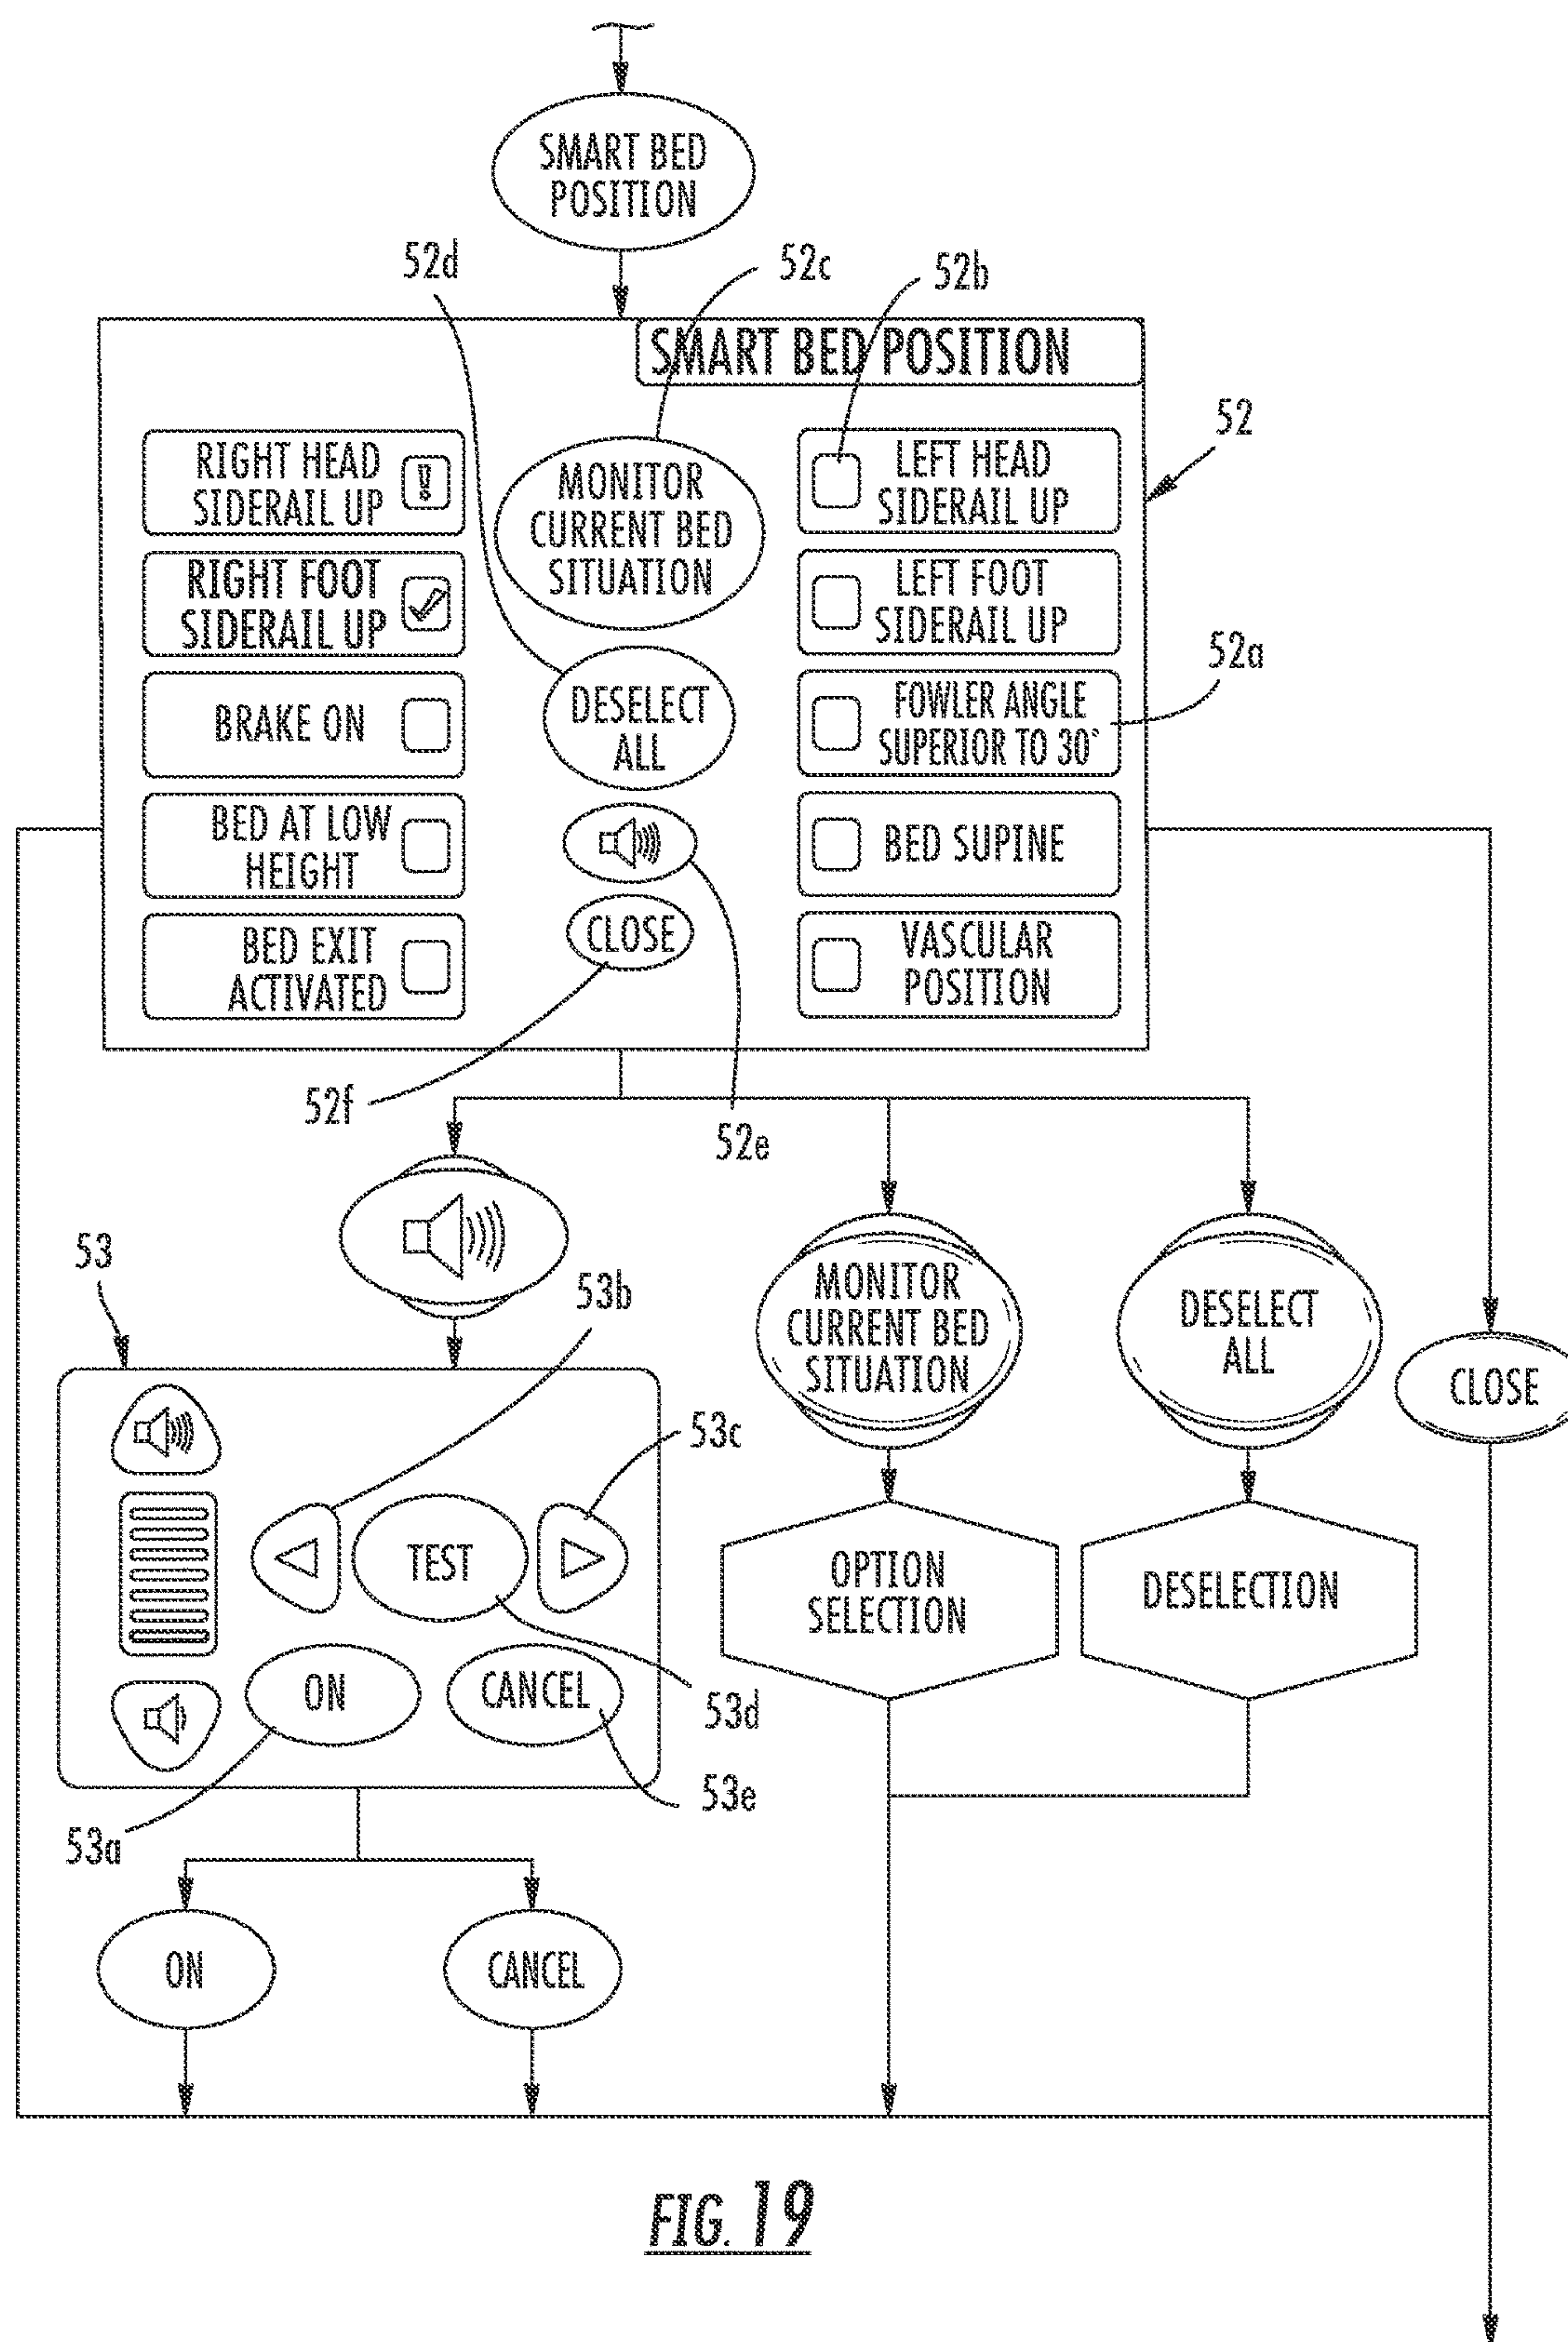 SMART BED
POSITION
52d
52c
52b
SMART BED POSITION
52
RIGHT HEAD
SIDERAIL UP
!
MONITOR
CURRENT BED
SITUATION
LEFT HEAD
SIDERAIL UP
RIGHT FOOT
SIDERAIL UP
LEFT FOOT
SIDERAIL UP
52a
BRAKE ON
DESELECT
ALL
FOWLER ANGLE
SUPERIOR TO 30°
BED AT LOW
HEIGHT
BED SUPINE
BED EXIT
ACTIVATED
CLOSE
VASCULAR
POSITION
52f
52e
53
53b
MONITOR
CURRENT BED
SITUATION
DESELECT
ALL
CLOSE
53c
TEST
OPTION
SELECTION
DESELECTION
ON
CANCEL
53d
53e
53a
ON
CANCEL
FIG. 19